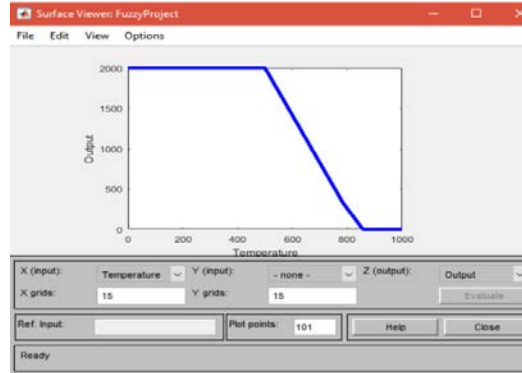 Surface Viewer: FuzzyProject
File Edit View Options
2000
1500
1000
500
0
Output
0 200 400 600 800 1000
Temperature
X (input): Temperature Y (input): - none - Z (output): Output
X grids: 15 Y grids: 15 Evaluate
Ref. Input: Plot points: 101 Help Close
Ready